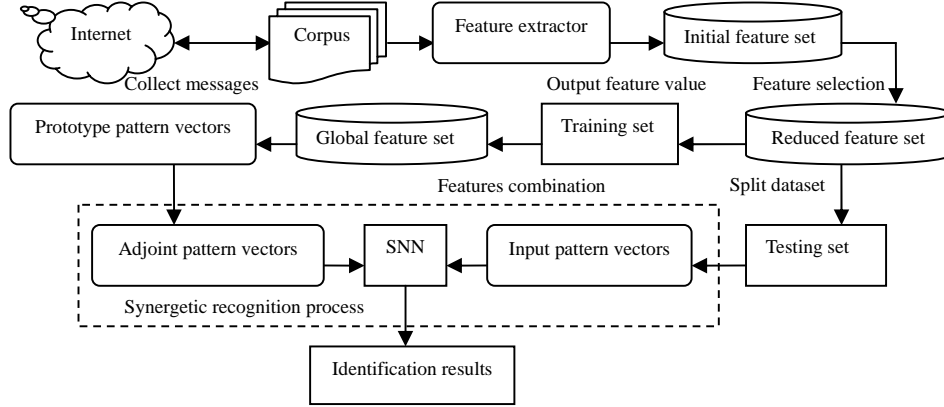 Internet
Corpus
Feature extractor
Initial feature set
Collect messages
Output feature value
Feature selection
Prototype pattern vectors
Global feature set
Training set
Reduced feature set
Features combination
Split dataset
Adjoint pattern vectors
SNN
Input pattern vectors
Testing set
Synergetic recognition process
Identification results